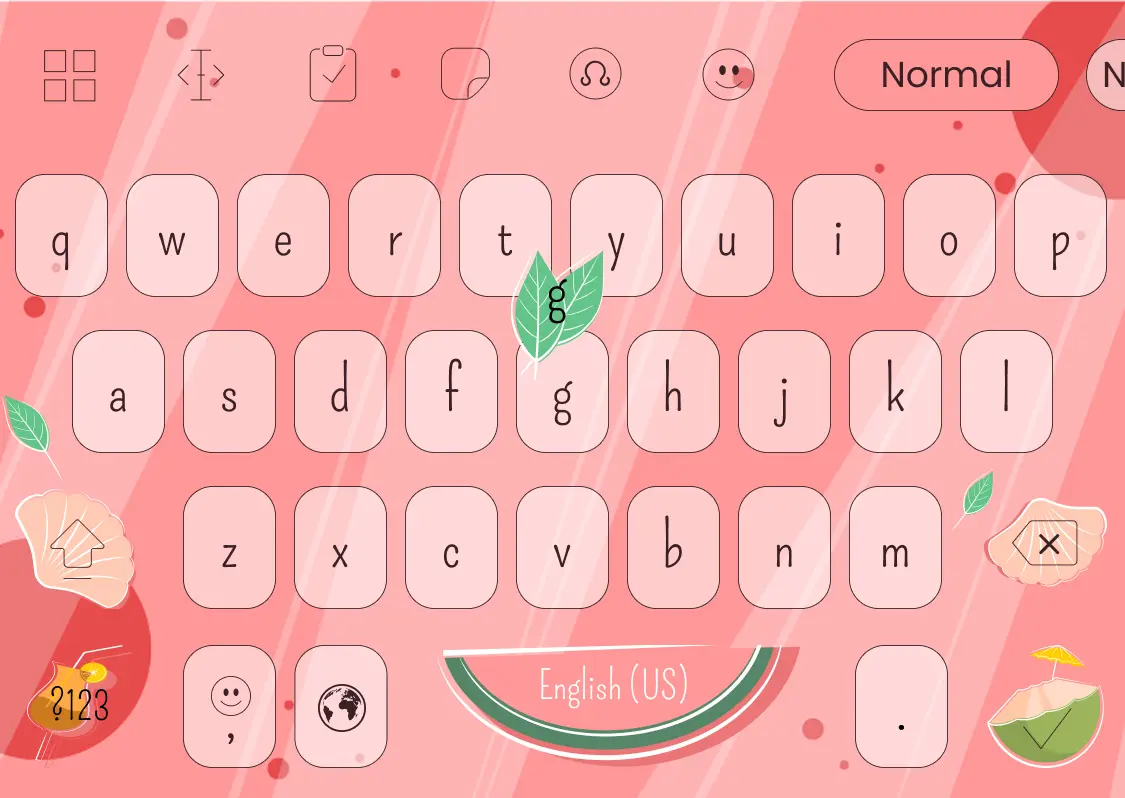 Normal N
q w e r t y u i o p
g
a s d f g h j k l
z x c v b n m
?123 , English (US) .